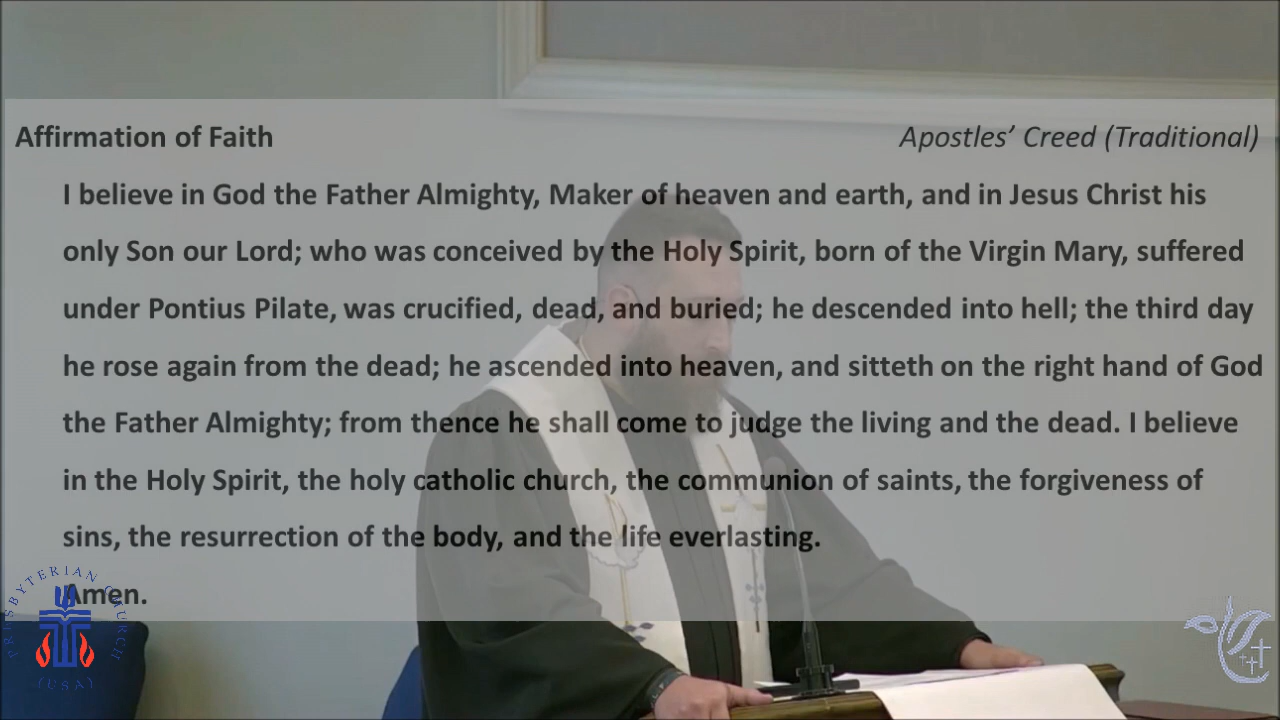 Affirmation of Faith Apostles’ Creed (Traditional)
I believe in God the Father Almighty, Maker of heaven and earth, and in Jesus Christ his
only Son our Lord; who was conceived by the Holy Spirit, born of the Virgin Mary, suffered
under Pontius Pilate, was crucified, dead, and buried; he descended into hell; the third day
he rose again from the dead; he ascended into heaven, and sitteth on the right hand of God
the Father Almighty; from thence he shall come to judge the living and the dead. I believe
in the Holy Spirit, the holy catholic church, the communion of saints, the forgiveness of
sins, the resurrection of the body, and the life everlasting.
Amen.
PRESBYTERIAN CHURCH
(USA)